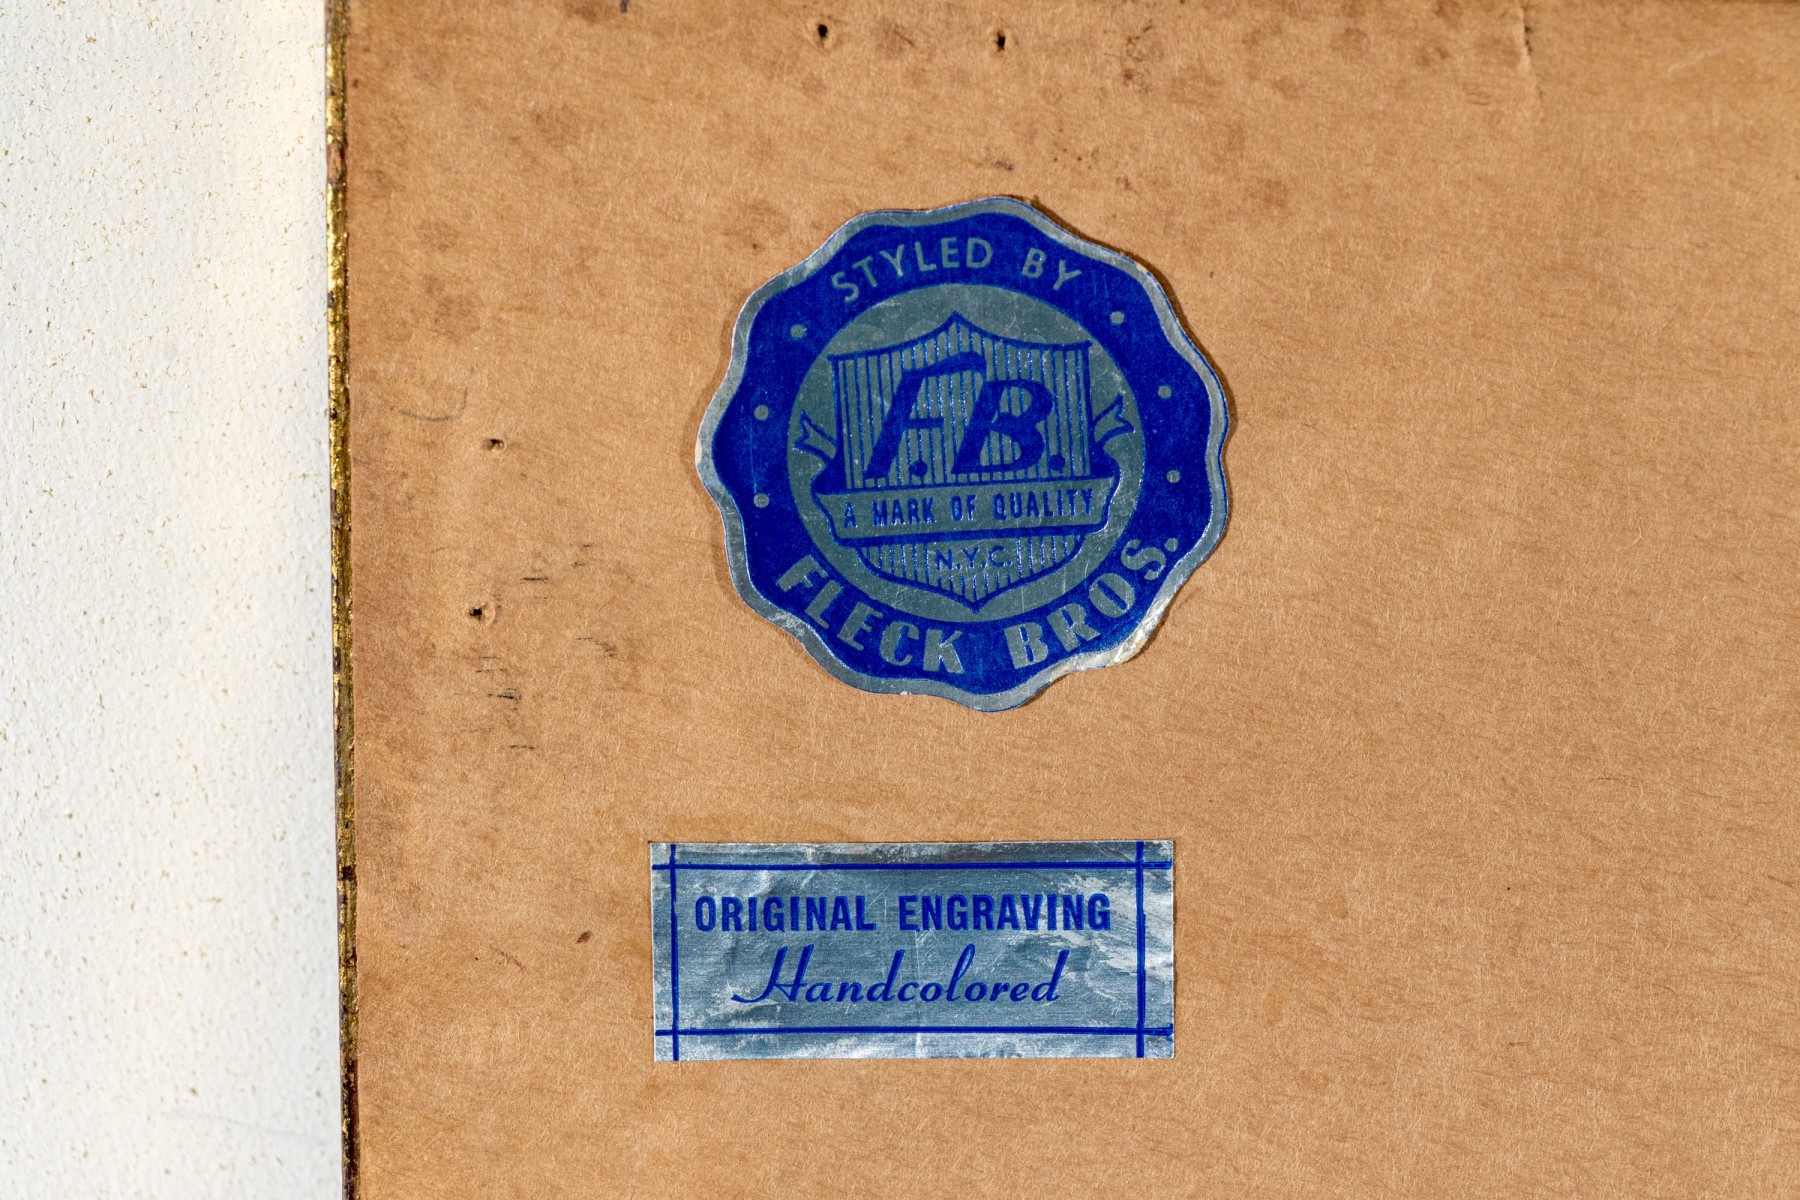 STYLED BY
F.B.
A MARK OF QUALITY
N.Y.C.
FLECK BROS.
ORIGINAL ENGRAVING
Handcolored